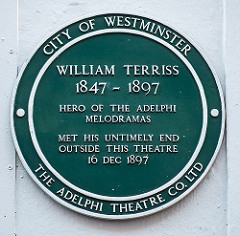 CITY OF WESTMINSTER
WILLIAM TERRISS
1847 - 1897
HERO OF THE ADELPHI
MELODRAMAS
MET HIS UNTIMELY END
OUTSIDE THIS THEATRE
16 DEC 1897
THE ADELPHI THEATRE CO. LTD